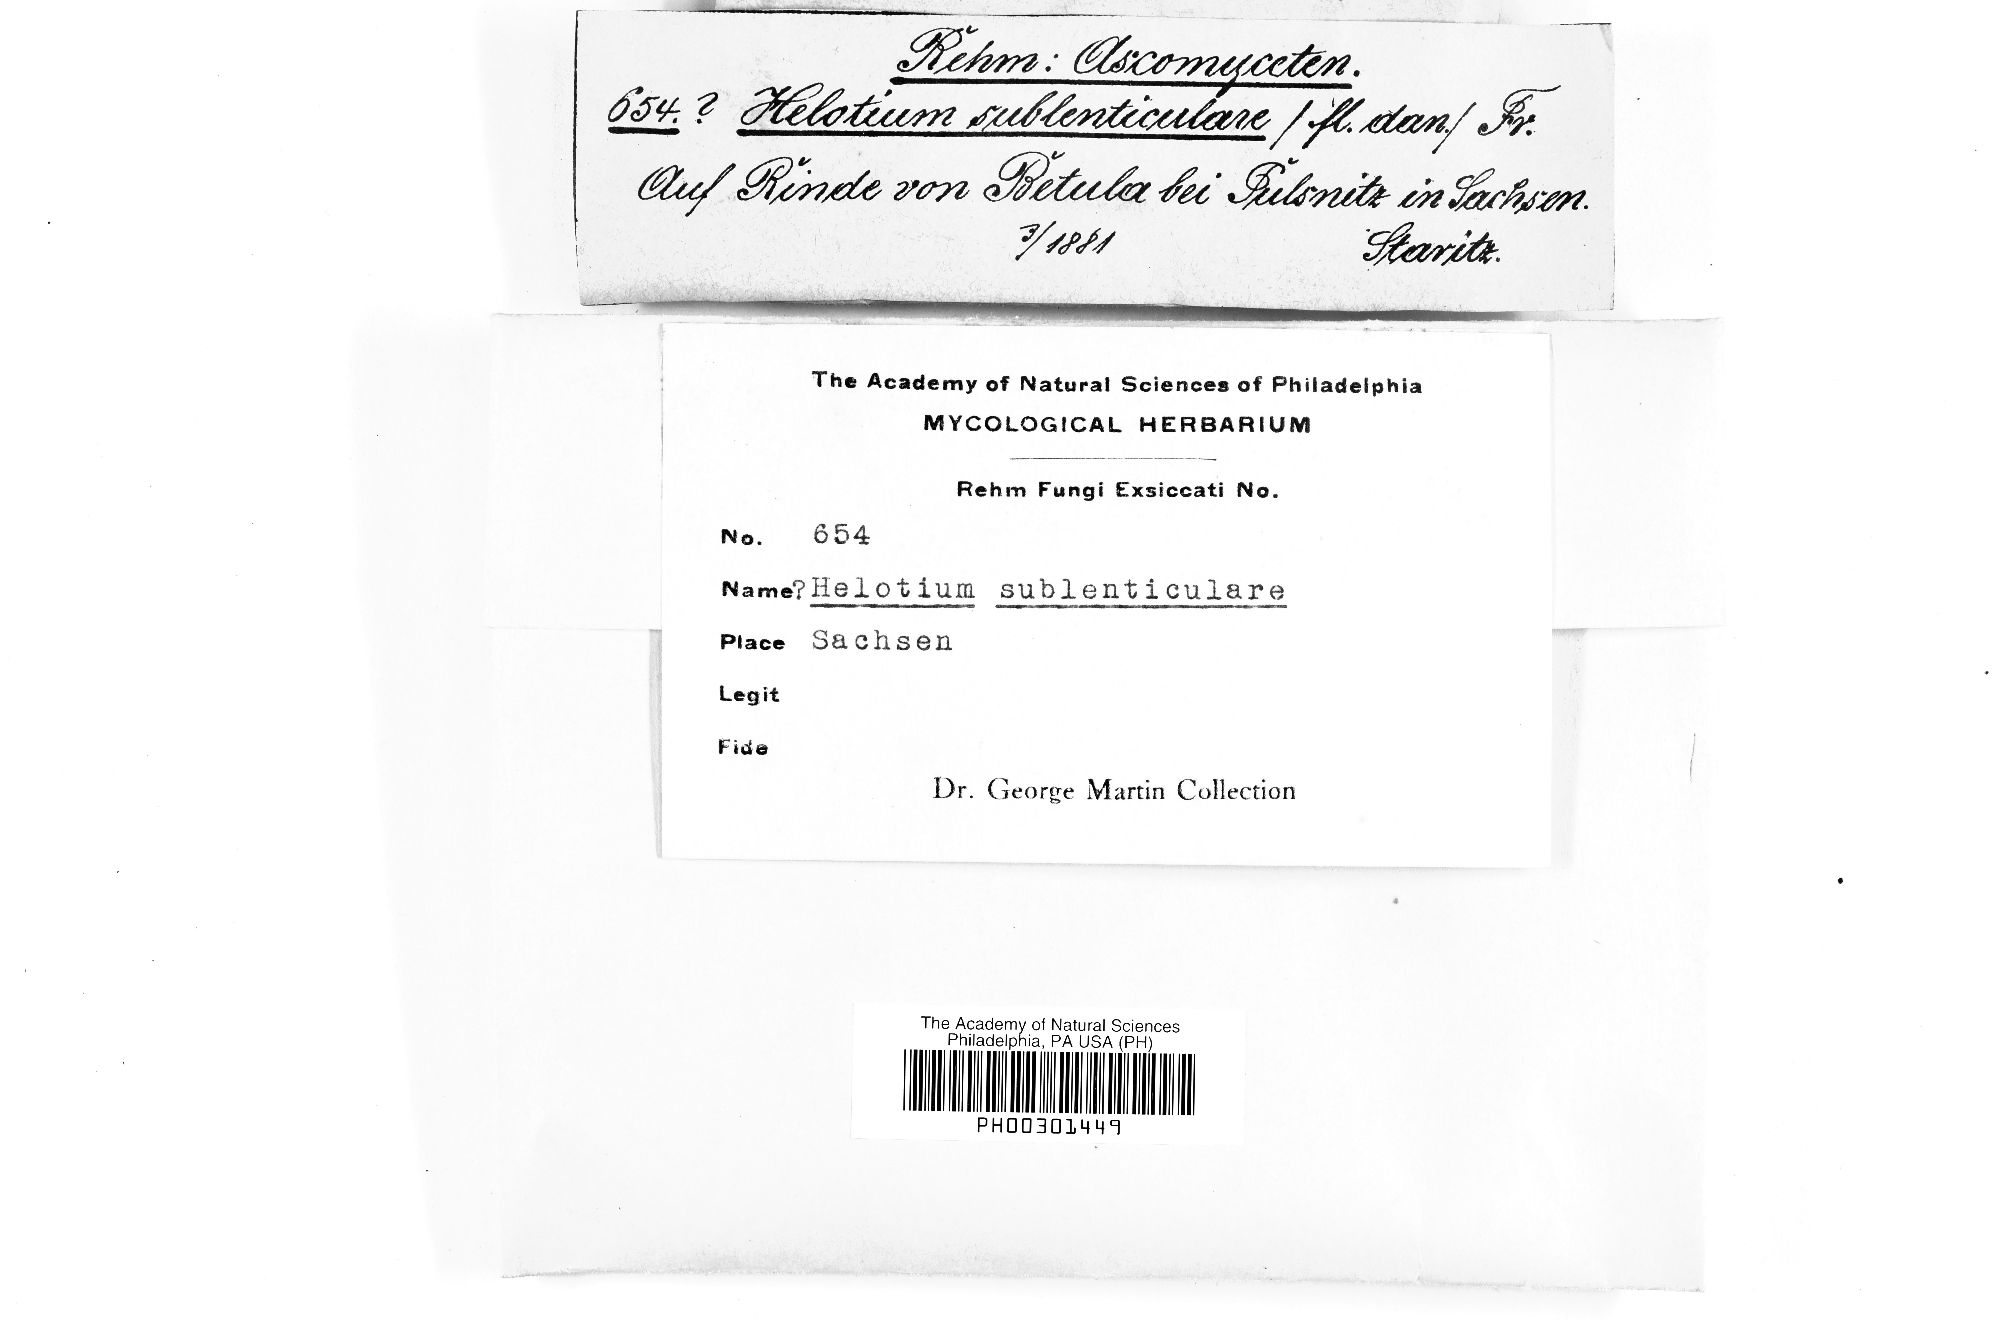 Rehm: Ascomyceten.
654. ? Helotium sublenticulare /fl. dan./ Fr.
Auf Rinde von Betula bei Pulsnitz in Sachsen.
3/1881 Staritz.
The Academy of Natural Sciences of Philadelphia
MYCOLOGICAL HERBARIUM
Rehm Fungi Exsiccati No.
No. 654
Name ? Helotium sublenticulare
Place Sachsen
Legit
Fide
Dr. George Martin Collection
The Academy of Natural Sciences
Philadelphia, PA USA (PH)
PH00301449